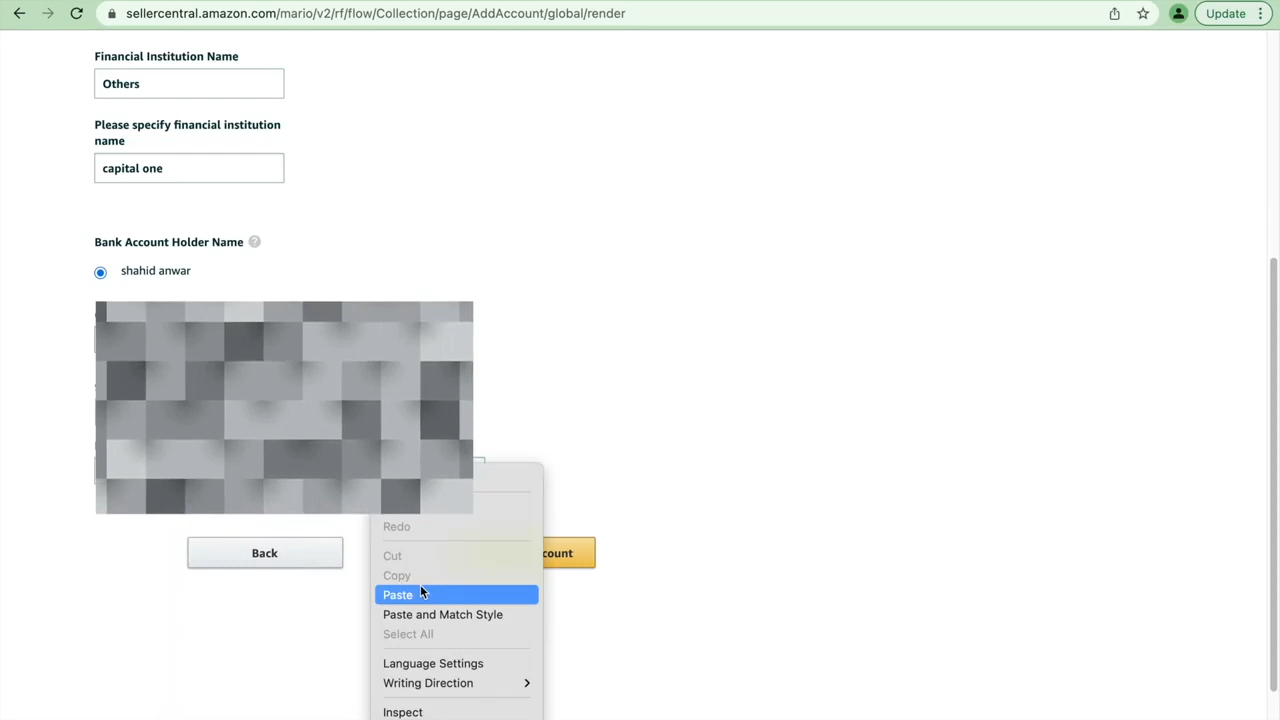 sellercentral.amazon.com/mario/v2/rf/flow/Collection/page/AddAccount/global/render
Update
Financial Institution Name
Others
Please specify financial institution
name
capital one
Bank Account Holder Name ?
shahid anwar
Redo
Back
Cut
count
Copy
Paste
Paste and Match Style
Select All
Language Settings
Writing Direction
Inspect